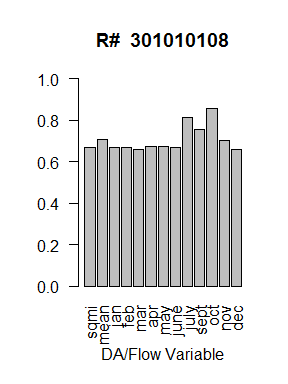 R#  301010108
1.0
0.8
0.6
0.4
0.2
0.0
sqmi
mean
jan
feb
mar
apr
may
june
july
sept
oct
nov
dec
DA/Flow Variable